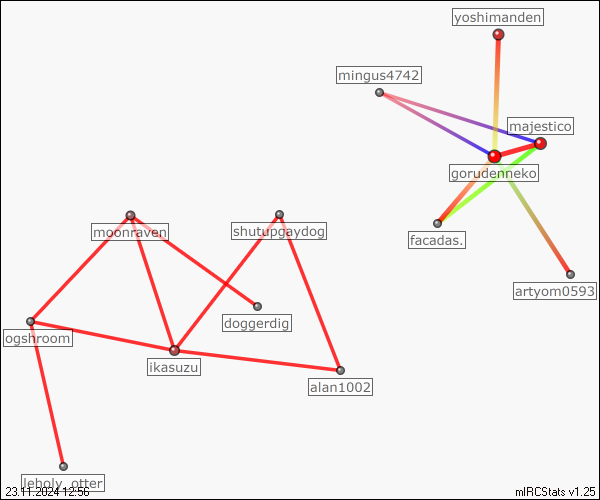 yoshimanden
mingus4742
majestico
gorudenneko
moonraven
shutupgaydog
facadas.
artyom0593
doggerdig
ogshroom
ikasuzu
alan1002
leholy_otter
23.11.2024 12:56
mIRCStats v1.25